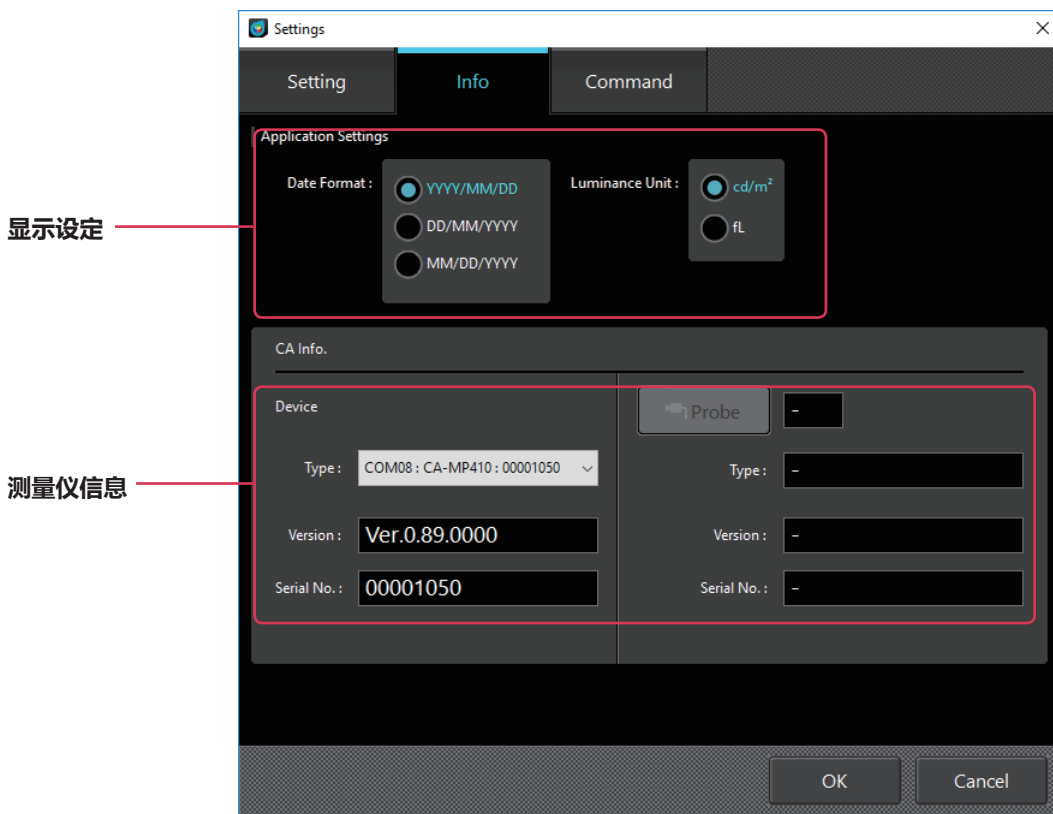 Settings
Setting Info Command
Application Settings
Date Format : YYYY/MM/DD Luminance Unit : cd/m²
显示设定 DD/MM/YYYY fL
MM/DD/YYYY
CA Info.
Device Probe –
Type : COM08 : CA-MP410 : 00001050 Type : –
测量仪信息
Version : Ver.0.89.0000 Version : –
Serial No. : 00001050 Serial No. : –
OK Cancel